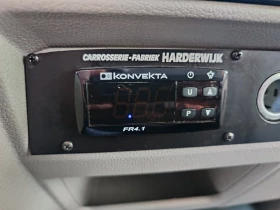 CARROSSERIE-FABRIEK HARDERWIJK
KONVEKTA
U
P
FR4.1